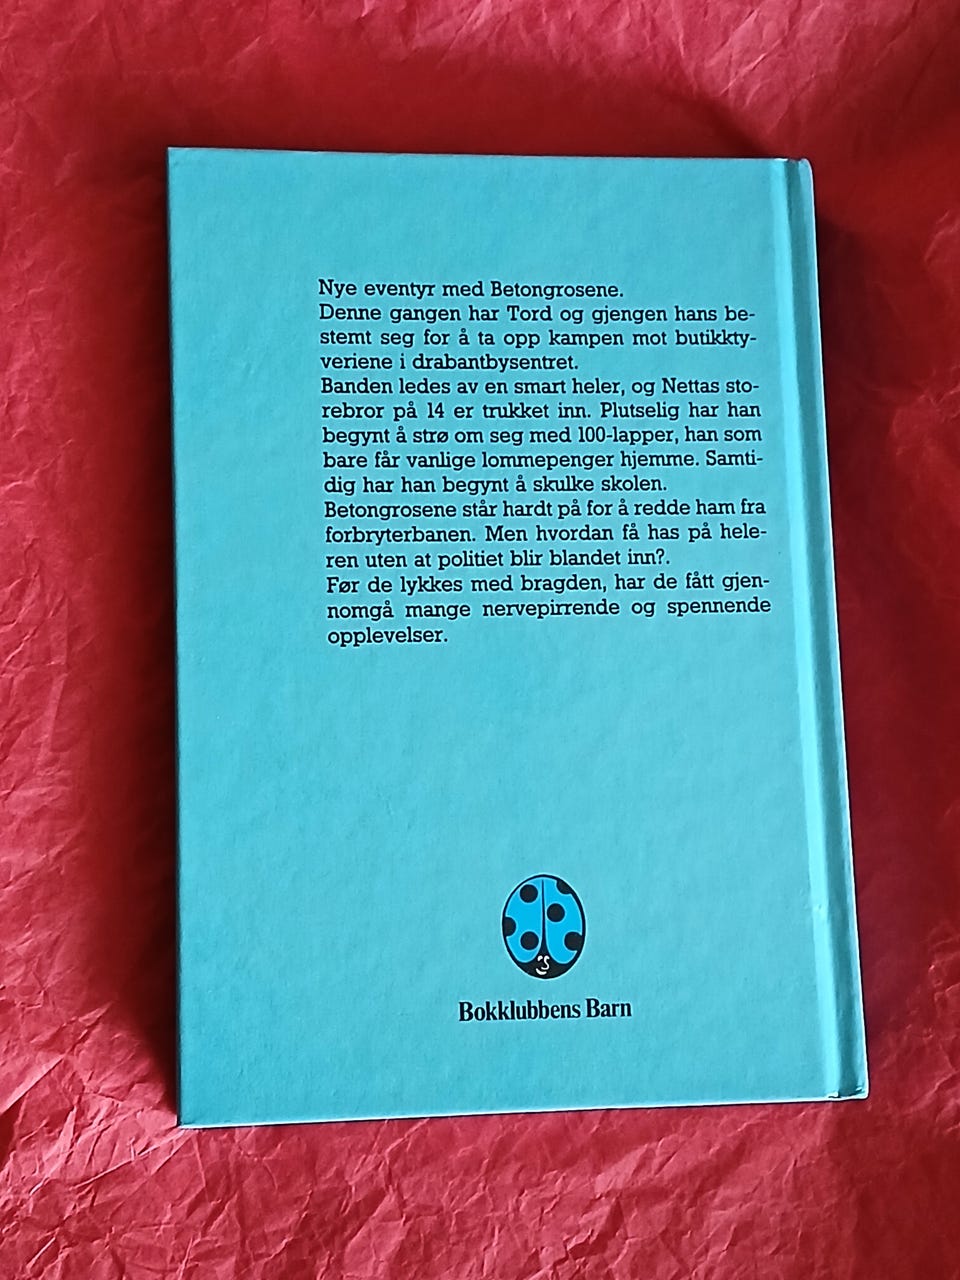 Nye eventyr med Betongrosene.
Denne gangen har Tord og gjengen hans be-
stemt seg for å ta opp kampen mot butikkty-
veriene i drabantbysentret.
Banden ledes av en smart heler, og Nettas sto-
rebror på 14 er trukket inn. Plutselig har han
begynt å strø om seg med 100-lapper, han som
bare får vanlige lommepenger hjemme. Samti-
dig har han begynt å skulke skolen.
Betongrosene står hardt på for å redde ham fra
forbryterbanen. Men hvordan få has på hele-
ren uten at politiet blir blandet inn?.
Før de lykkes med bragden, har de fått gjen-
nomgå mange nervepirrende og spennende
opplevelser.
Bokklubbens Barn